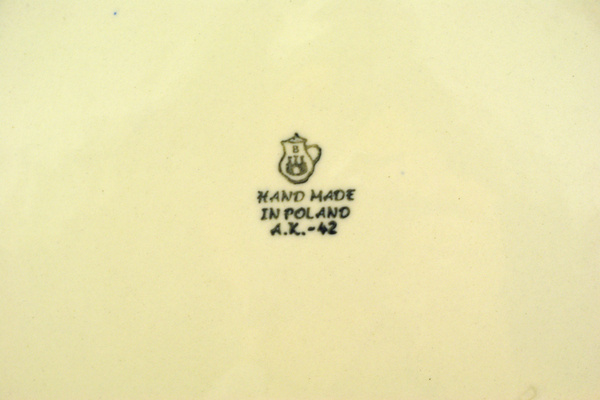 B
HAND MADE
IN POLAND
A.K.-42